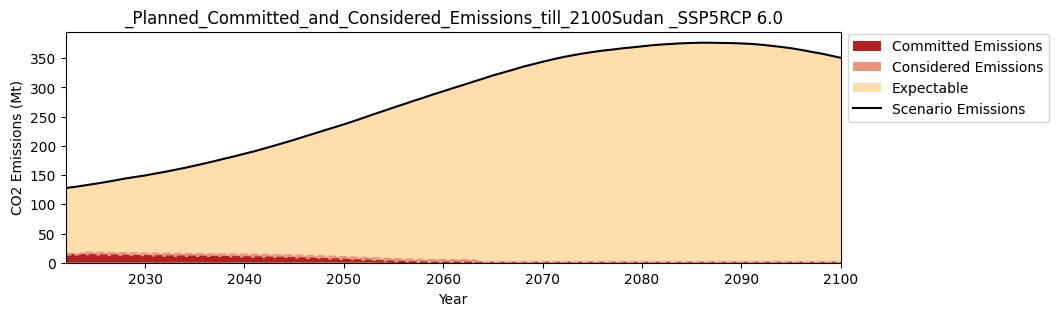 _Planned_Committed_and_Considered_Emissions_till_2100Sudan _SSP5RCP 6.0
CO2 Emissions (Mt)
350
300
250
200
150
100
50
0
2030 2040 2050 2060 2070 2080 2090 2100
Year
Committed Emissions
Considered Emissions
Expectable
Scenario Emissions